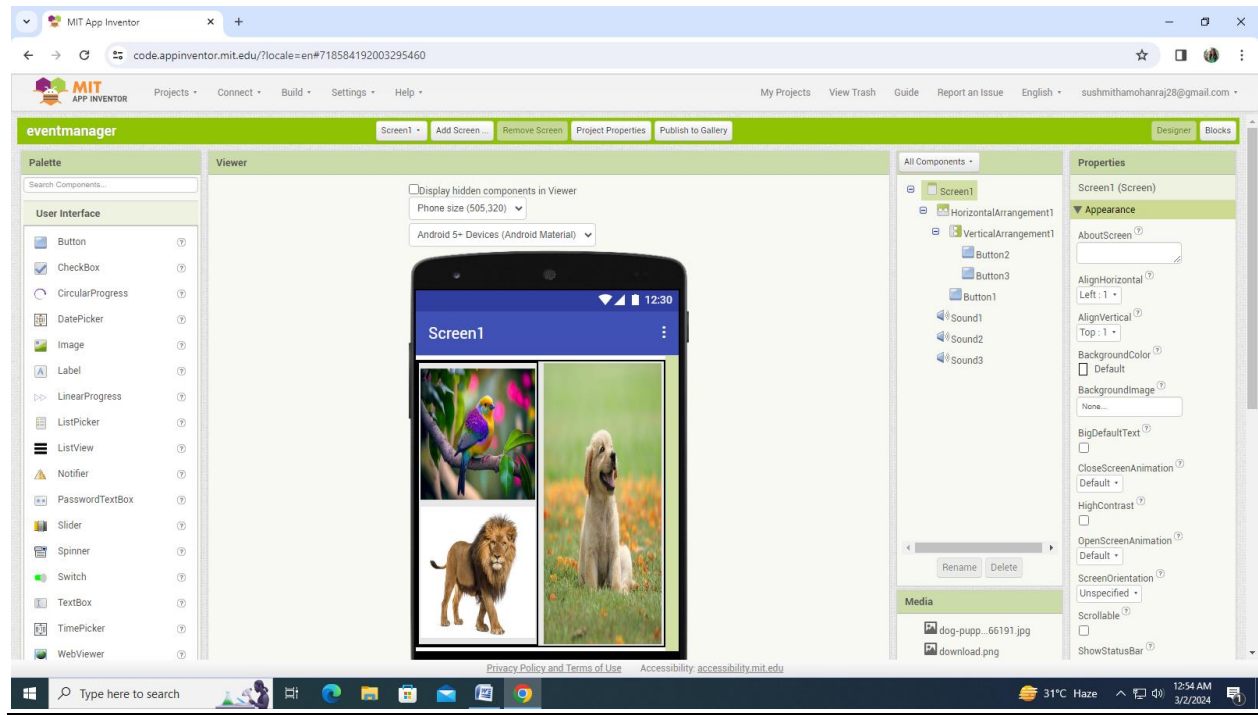 MIT App Inventor
code.appinventor.mit.edu/?locale=en#718584192003295460
MIT
APP INVENTOR
Projects
Connect
Build
Settings
Help
My Projects
View Trash
Guide
Report an Issue
English
sushmithamohanraj28@gmail.com
eventmanager
Screen1
Add Screen ...
Remove Screen
Project Properties
Publish to Gallery
Designer
Blocks
Palette
Search Components...
User Interface
Button
CheckBox
CircularProgress
DatePicker
Image
Label
LinearProgress
ListPicker
ListView
Notifier
PasswordTextBox
Slider
Spinner
Switch
TextBox
TimePicker
WebViewer
Viewer
Display hidden components in Viewer
Phone size (505,320)
Android 5+ Devices (Android Material)
12:30
Screen1
All Components
Screen1
HorizontalArrangement1
VerticalArrangement1
Button2
Button3
Button1
Sound1
Sound2
Sound3
Rename
Delete
Media
dog-pupp...66191.jpg
download.png
Properties
Screen1 (Screen)
Appearance
AboutScreen
AlignHorizontal
Left : 1
AlignVertical
Top : 1
BackgroundColor
Default
BackgroundImage
None...
BigDefaultText
CloseScreenAnimation
Default
HighContrast
OpenScreenAnimation
Default
ScreenOrientation
Unspecified
Scrollable
ShowStatusBar
Privacy Policy and Terms of Use
Accessibility: accessibility.mit.edu
Type here to search
31°C Haze
12:54 AM
3/2/2024